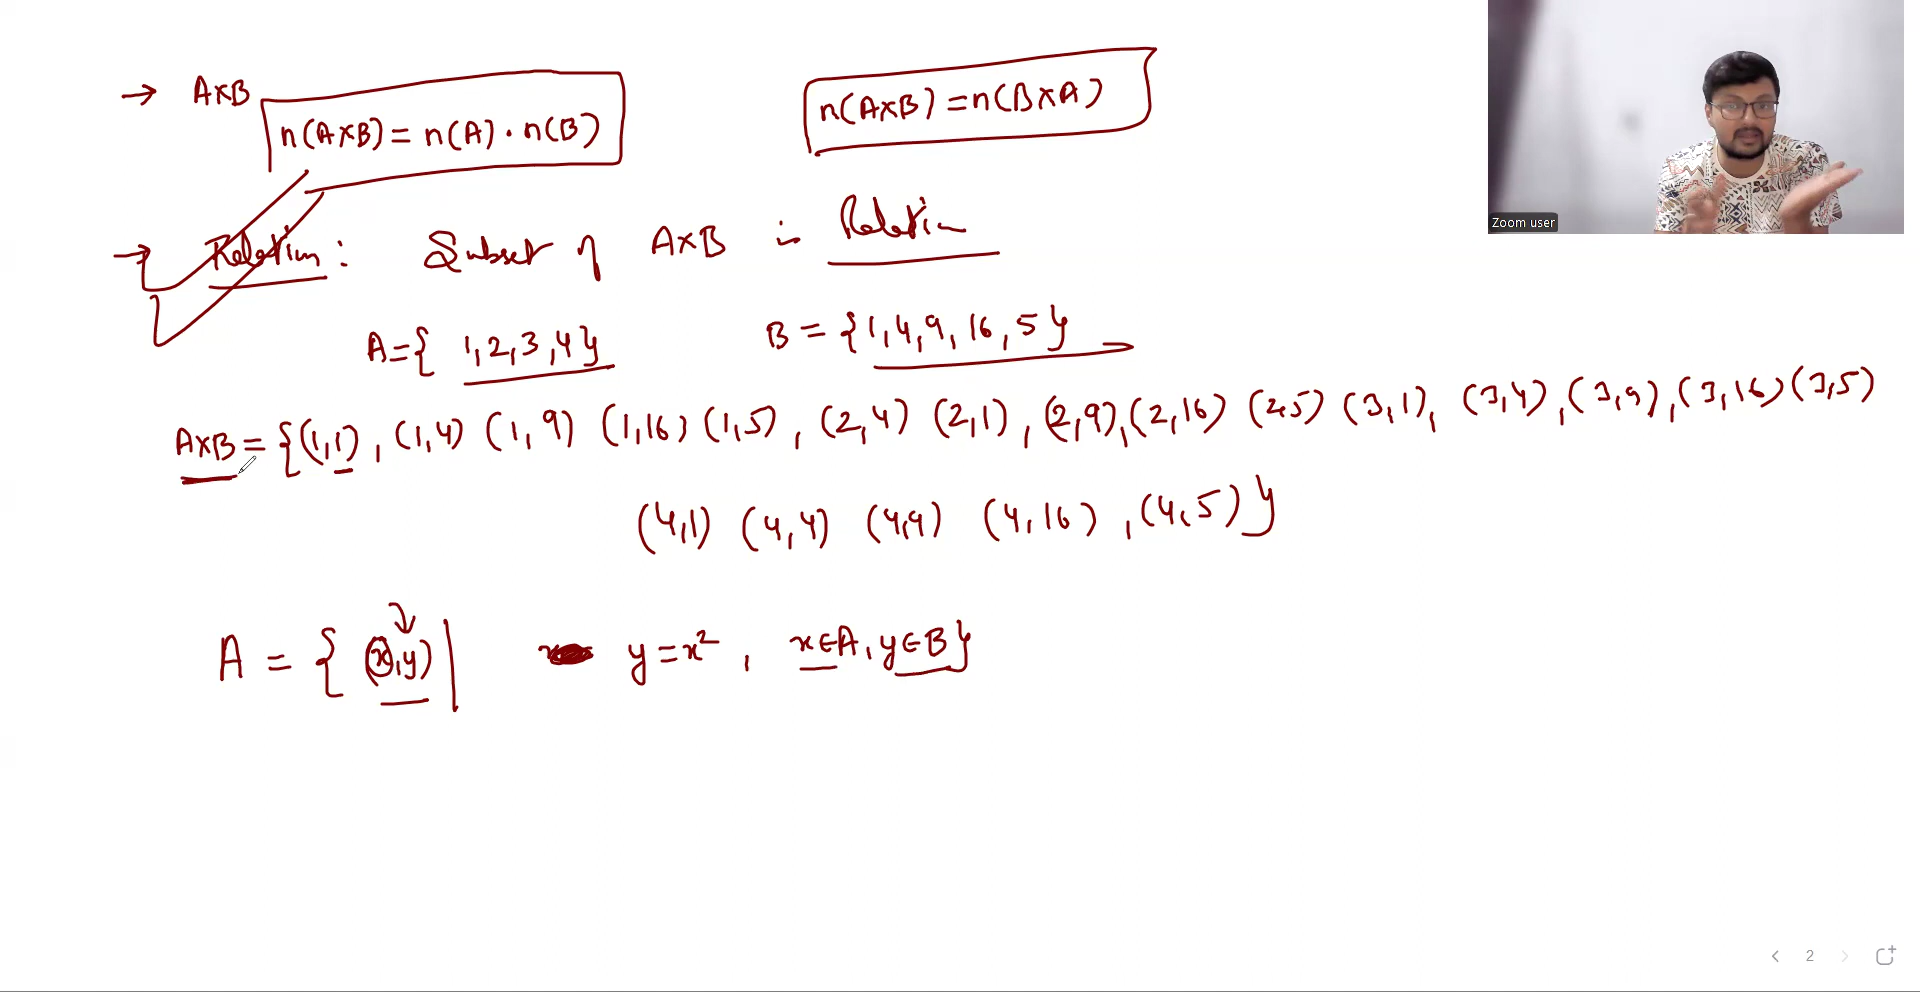 → A×B
n(A×B) = n(A) · n(B)
n(A×B) = n(B×A)
Zoom user
→ Relation : Subset of A×B is Relation
A = { 1, 2, 3, 4 } B = { 1, 4, 9, 16, 5 }
A×B = { (1,1) , (1,4) (1,9) (1,16) (1,5) , (2,4) (2,1) , (2,9) , (2,16) (2,5) (3,1) , (3,4) , (3,9) , (3,16) (3,5)
(4,1) (4,4) (4,9) (4,16) , (4,5) }
A = { (x,y) | y = x² , x∈A, y∈B }
2